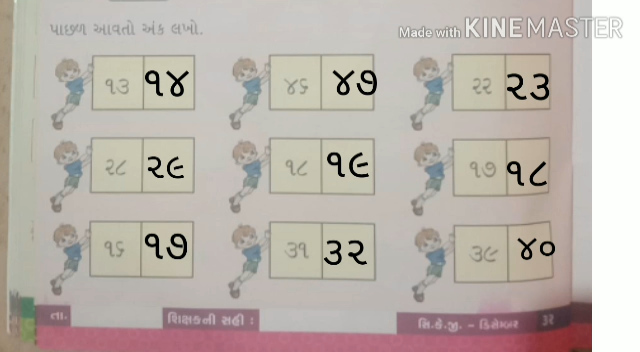 પાછળ આવતો અંક લખો.
Made with KINEMASTER
૧૩ ૧૪ ૪૬ ૪૭ ૨૨ ૨૩
૨૮ ૨૯ ૧૮ ૧૯ ૧૭ ૧૮
૧૬ ૧૭ ૩૧ ૩૨ ૩૯ ૪૦
તા. શિક્ષકની સહી : સિ.કે.જી. - ડિસેમ્બર ૩૨